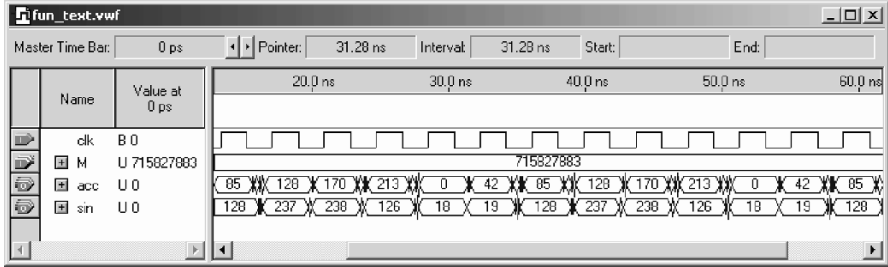 fun_text.vwf
Master Time Bar: 0 ps Pointer: 31.28 ns Interval: 31.28 ns Start: End:
Name Value at 0 ps 20.0 ns 30.0 ns 40.0 ns 50.0 ns 60.0 ns
clk B 0
M U 715827883 715827883
acc U 0 85 128 170 213 0 42 85 128 170 213 0 42 85
sin U 0 128 237 238 126 18 19 128 237 238 126 18 19 128